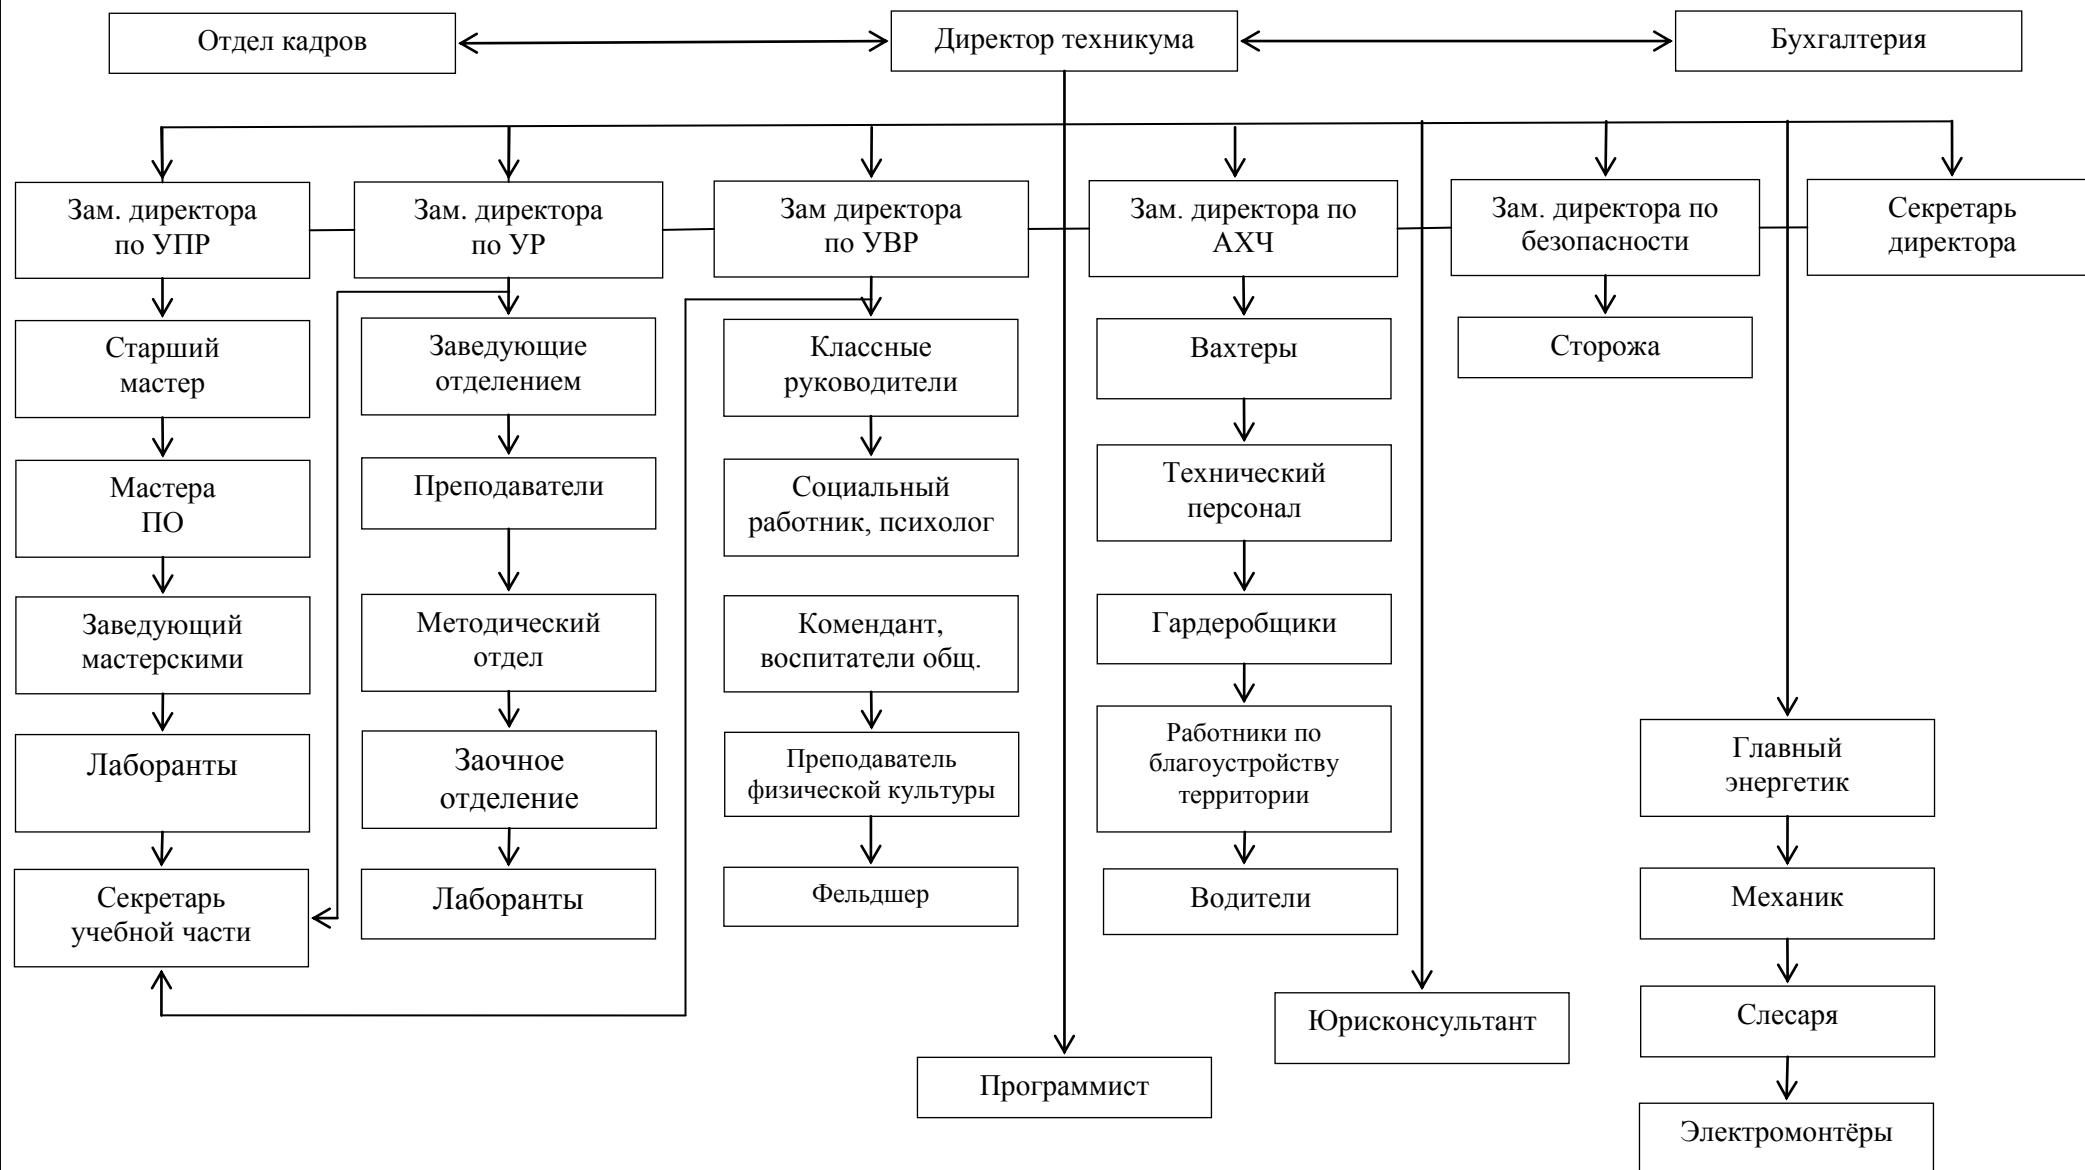 Отдел кадров
Директор техникума
Бухгалтерия
Зам. директора
по УПР
Зам. директора
по УР
Зам директора
по УВР
Зам. директора по
АХЧ
Зам. директора по
безопасности
Секретарь
директора
Старший
мастер
Заведующие
отделением
Классные
руководители
Вахтеры
Сторожа
Мастера
ПО
Преподаватели
Социальный
работник, психолог
Технический
персонал
Заведующий
мастерскими
Методический
отдел
Комендант,
воспитатели общ.
Гардеробщики
Лаборанты
Заочное
отделение
Преподаватель
физической культуры
Работники по
благоустройству
территории
Главный
энергетик
Секретарь
учебной части
Лаборанты
Фельдшер
Водители
Механик
Юрисконсультант
Слесаря
Программист
Электромонтёры